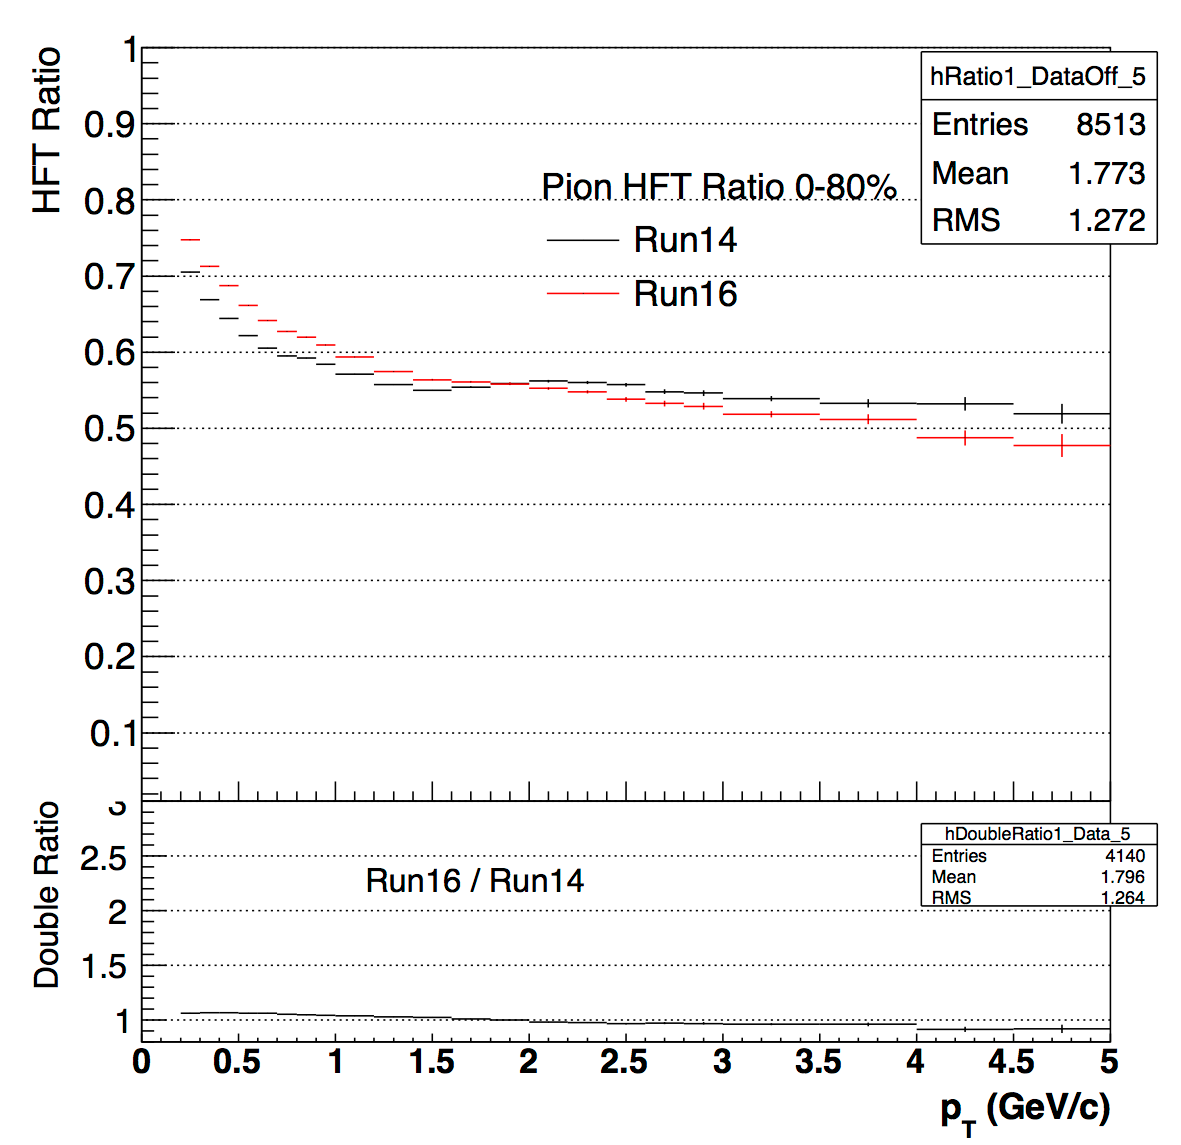 HFT Ratio
1
0.9
0.8
0.7
0.6
0.5
0.4
0.3
0.2
0.1
hRatio1_DataOff_5
Entries 8513
Mean 1.773
RMS 1.272
Pion HFT Ratio 0-80%
Run14
Run16
Double Ratio
3
2.5
2
1.5
1
Run16 / Run14
hDoubleRatio1_Data_5
Entries 4140
Mean 1.796
RMS 1.264
0 0.5 1 1.5 2 2.5 3 3.5 4 4.5 5
pT (GeV/c)